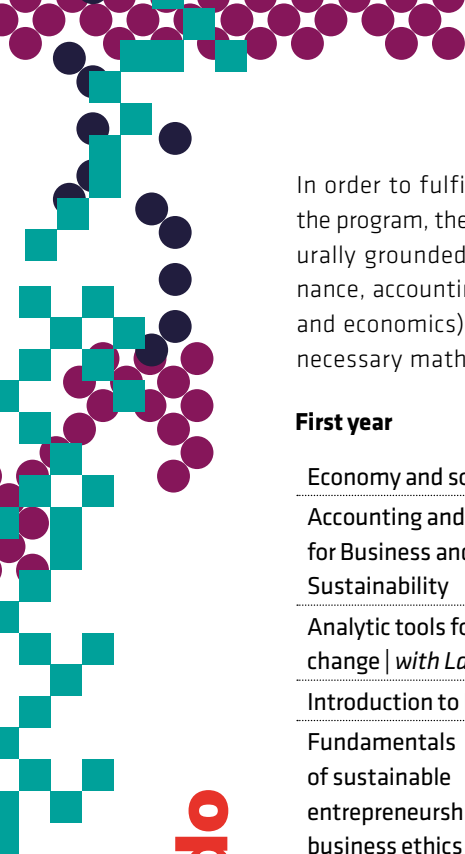 In order to fulfi
the program, the
urally grounded
nance, accountin
and economics)
necessary math
First year
Economy and so
Accounting and
for Business and
Sustainability
Analytic tools fo
change | with La
Introduction to
Fundamentals
of sustainable
entrepreneursh
business ethics
do